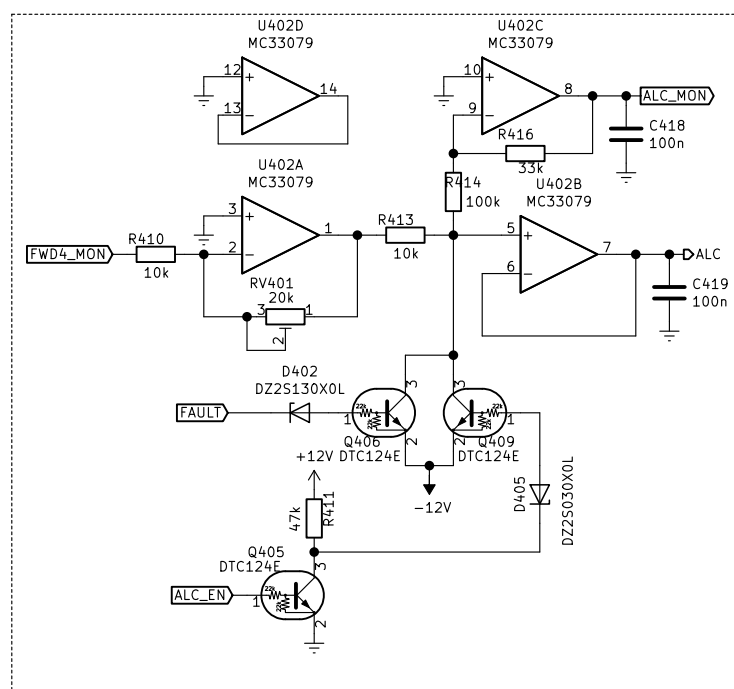 U402D
MC33079
12
+
13
−
14
U402C
MC33079
10
+
9
−
8
ALC_MON
R416
33k
C418
100n
U402A
MC33079
3
+
2
−
1
R414
100k
U402B
MC33079
5
+
6
−
7
ALC
FWD4_MON
R410
10k
R413
10k
RV401
20k
3
1
2
C419
100n
D402
DZ2S130X0L
FAULT
1
22k
22k
3
2
Q406
DTC124E
3
22k
22k
1
2
Q409
DTC124E
-12V
+12V
47k
R411
D405
DZ2S030X0L
Q405
DTC124E
ALC_EN
1
22k
22k
3
2